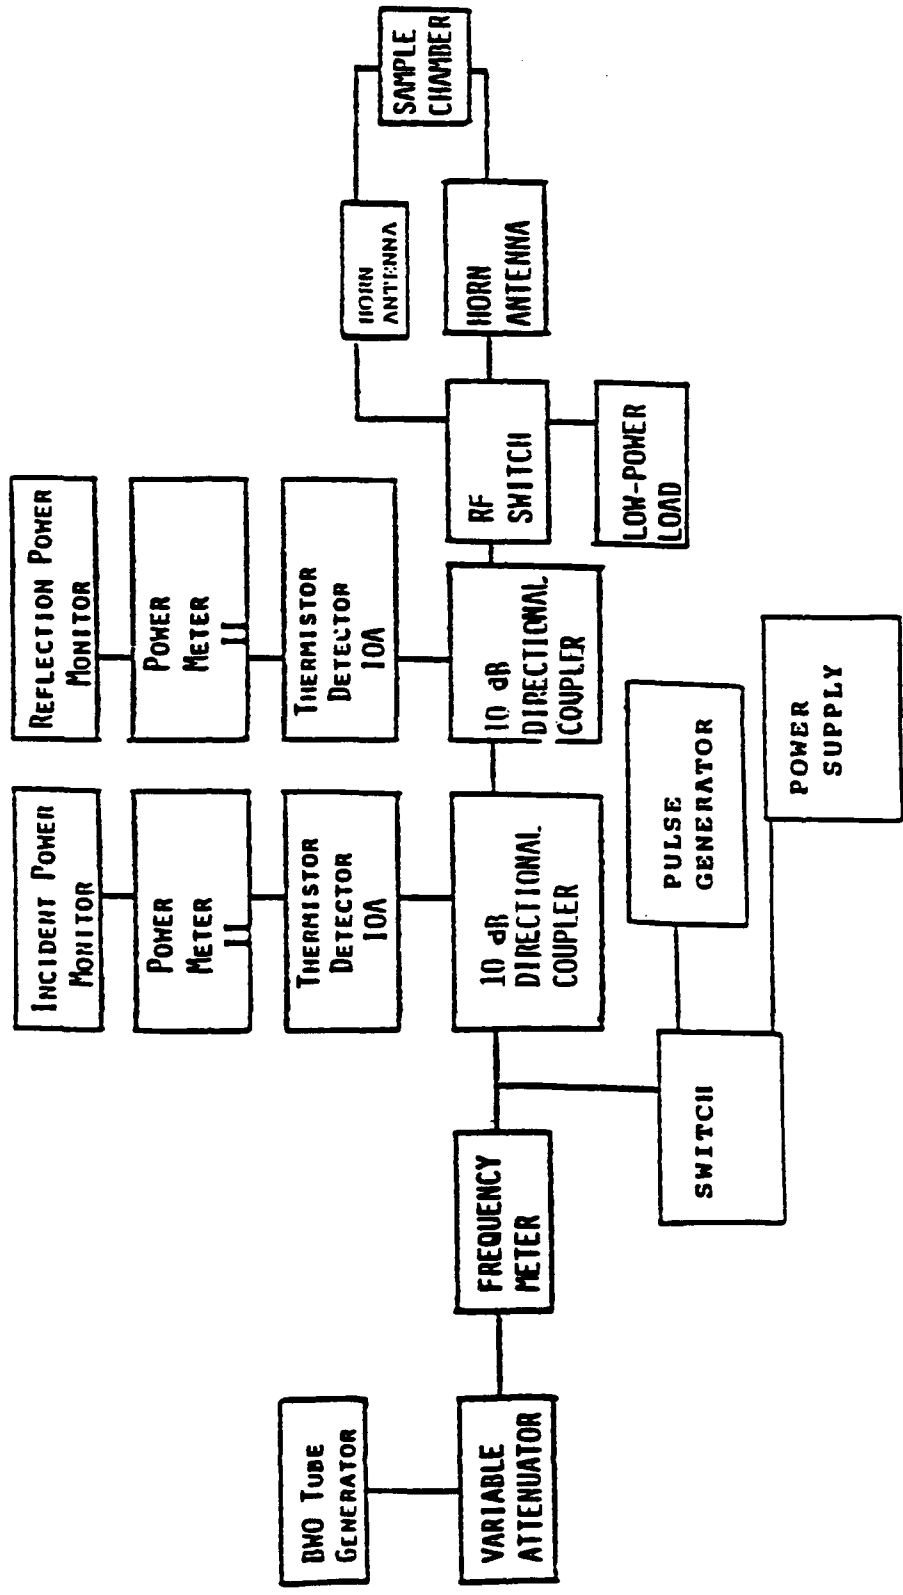 BWO TUBE
GENERATOR
VARIABLE
ATTENUATOR
FREQUENCY
METER
SWITCH
PULSE
GENERATOR
POWER
SUPPLY
INCIDENT POWER
MONITOR
POWER
METER
II
THERMISTOR
DETECTOR
10A
10 dB
DIRECTIONAL
COUPLER
REFLECTION POWER
MONITOR
POWER
METER
II
THERMISTOR
DETECTOR
10A
10 dB
DIRECTIONAL
COUPLER
RF
SWITCH
LOW-POWER
LOAD
HORN
ANTENNA
HORN
ANTENNA
SAMPLE
CHAMBER